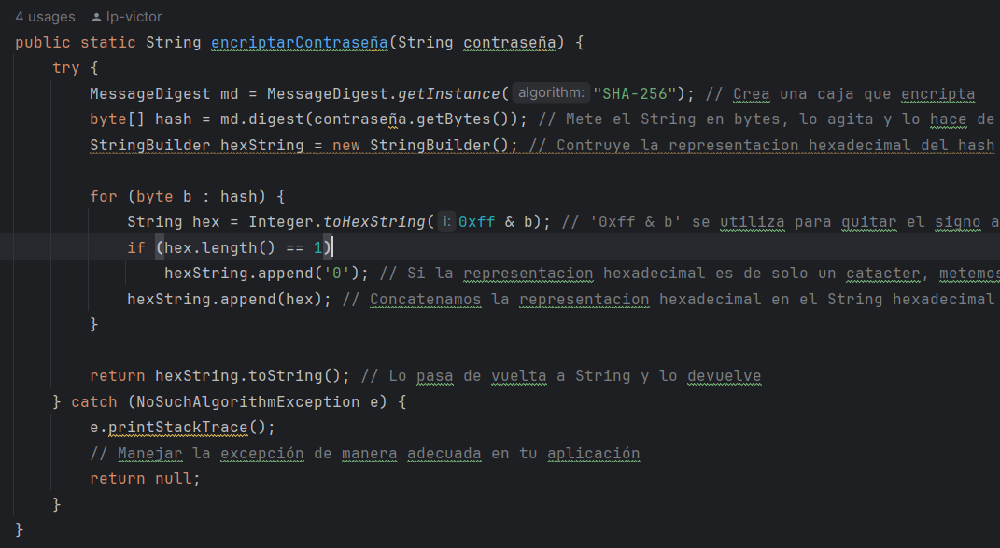 4 usages lp-victor
public static String encriptarContraseña(String contraseña) {
try {
MessageDigest md = MessageDigest.getInstance( algorithm: "SHA-256"); // Crea una caja que encripta
byte[] hash = md.digest(contraseña.getBytes()); // Mete el String en bytes, lo agita y lo hace de
StringBuilder hexString = new StringBuilder(); // Contruye la representacion hexadecimal del hash
for (byte b : hash) {
String hex = Integer.toHexString( i: 0xff & b); // '0xff & b' se utiliza para quitar el signo a
if (hex.length() == 1)
hexString.append('0'); // Si la representacion hexadecimal es de solo un catacter, metemos
hexString.append(hex); // Concatenamos la representacion hexadecimal en el String hexadecimal
}
return hexString.toString(); // Lo pasa de vuelta a String y lo devuelve
} catch (NoSuchAlgorithmException e) {
e.printStackTrace();
// Manejar la excepción de manera adecuada en tu aplicación
return null;
}
}